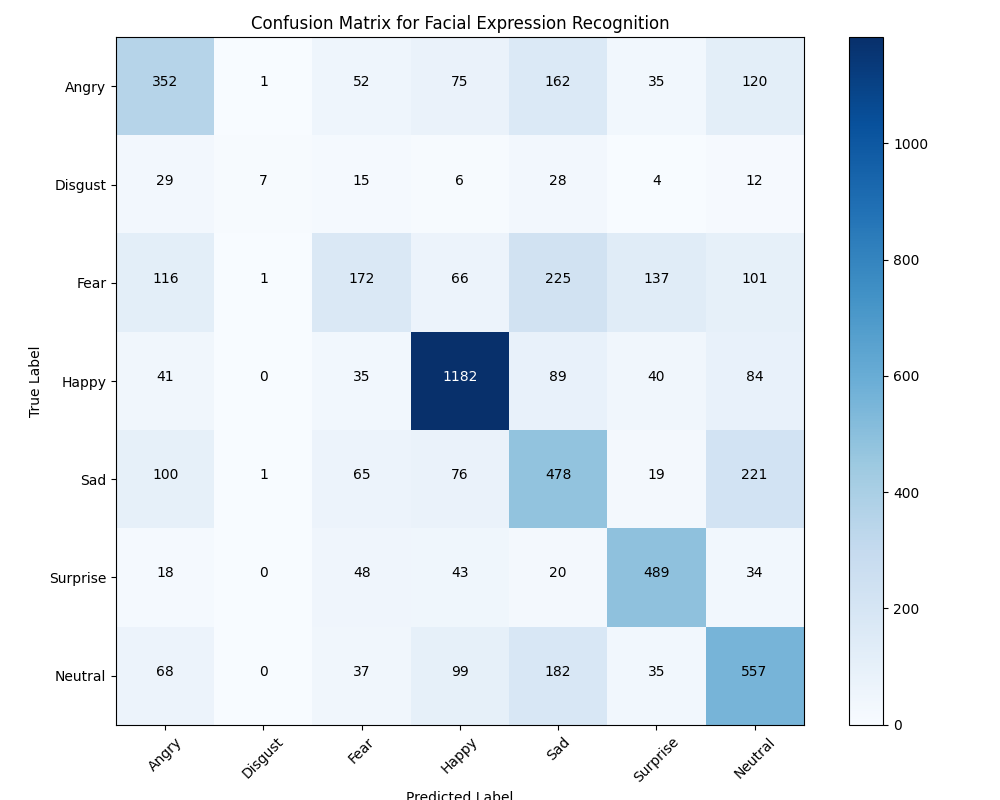 Confusion Matrix for Facial Expression Recognition
Angry 352 1 52 75 162 35 120
Disgust 29 7 15 6 28 4 12
Fear 116 1 172 66 225 137 101
Happy 41 0 35 1182 89 40 84
Sad 100 1 65 76 478 19 221
Surprise 18 0 48 43 20 489 34
Neutral 68 0 37 99 182 35 557
True Label
Angry Disgust Fear Happy Sad Surprise Neutral
Predicted Label
1000
800
600
400
200
0